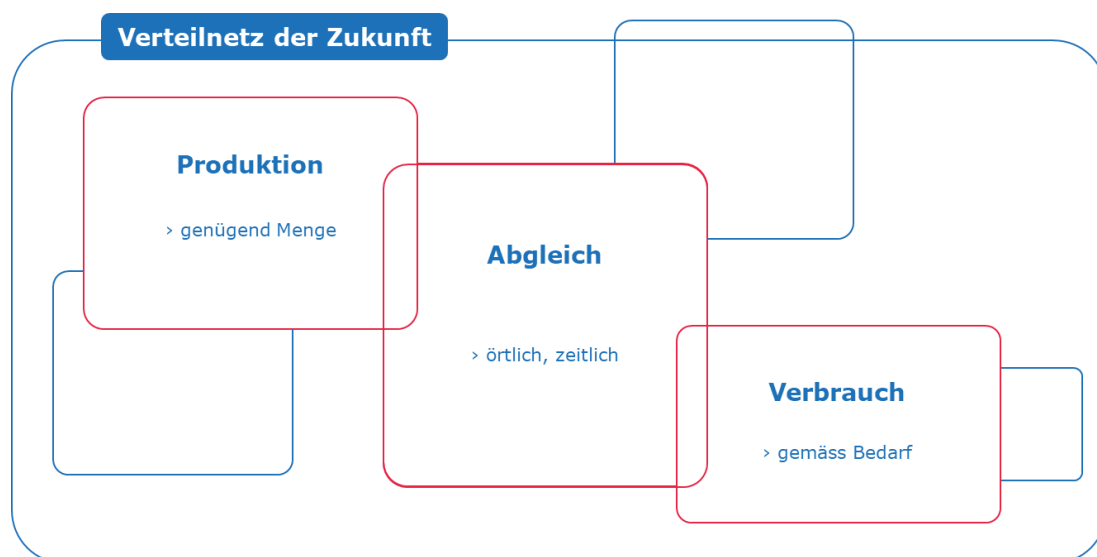 Verteilnetz der Zukunft
Produktion
› genügend Menge
Abgleich
› örtlich, zeitlich
Verbrauch
› gemäss Bedarf